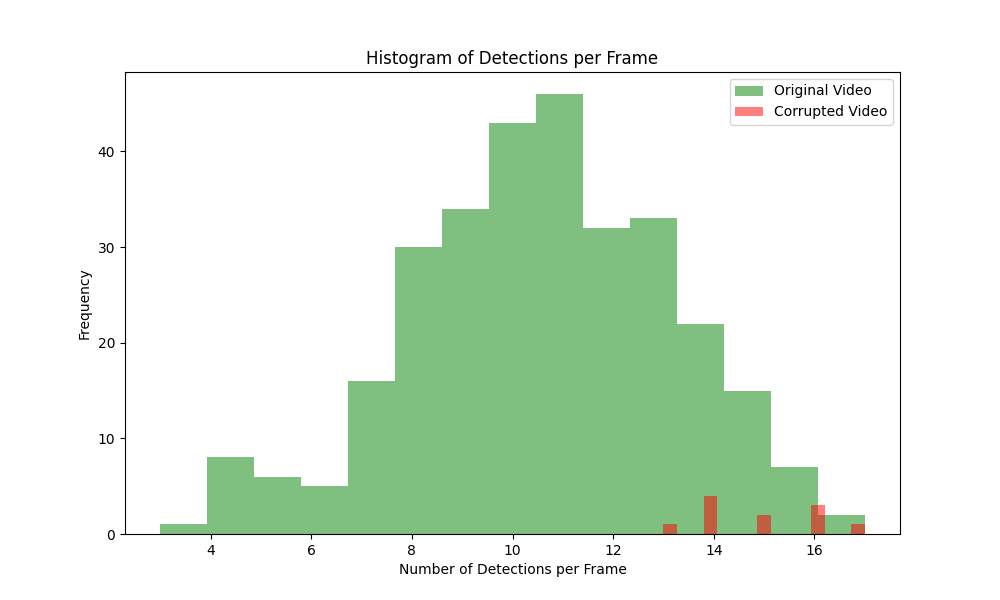 Histogram of Detections per Frame
Original Video
Corrupted Video
Frequency
40
30
20
10
0
4 6 8 10 12 14 16
Number of Detections per Frame